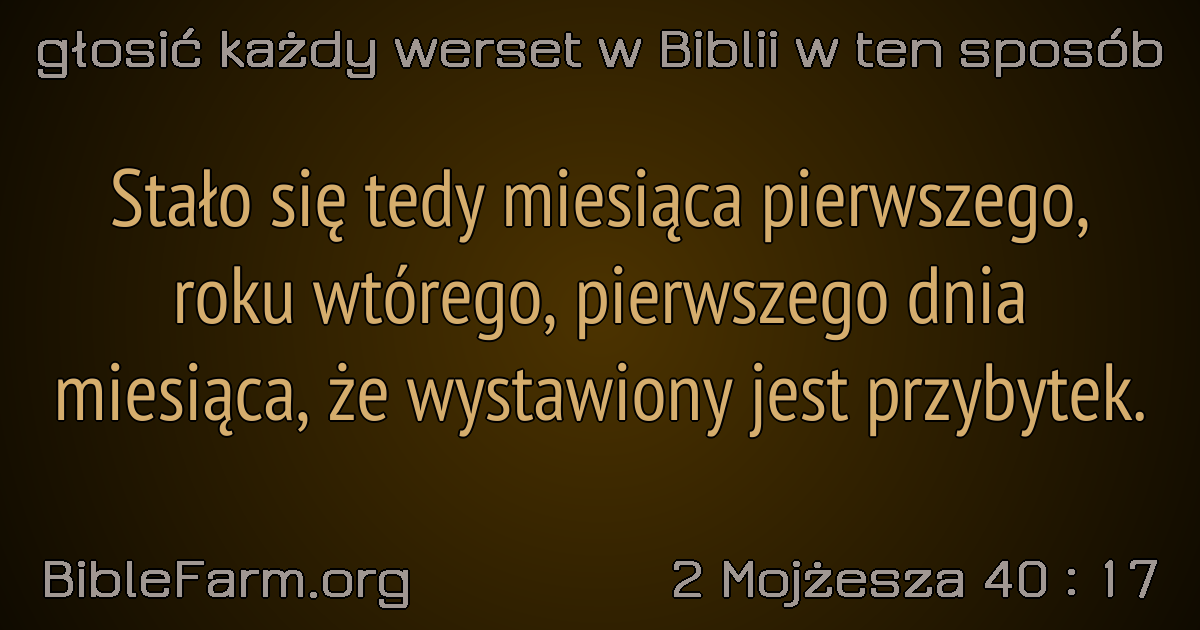 głosić każdy werset w Biblii w ten sposób
Stało się tedy miesiąca pierwszego,
roku wtórego, pierwszego dnia
miesiąca, że wystawiony jest przybytek.
BibleFarm.org
2 Mojżesza 40 : 17